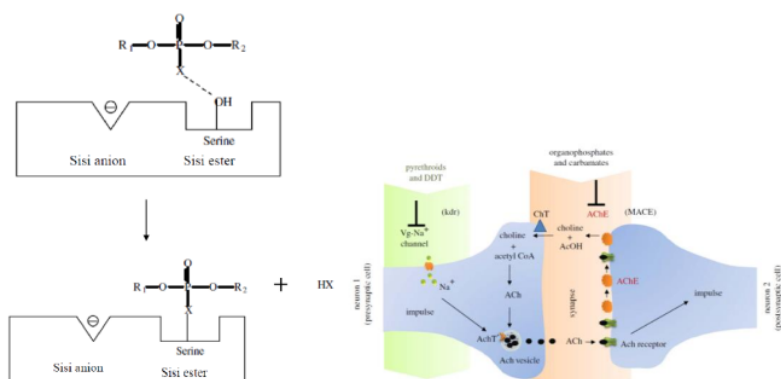 O
R₁—O—P—O—R₂
X
OH
⊖
Serine
Sisi anion
Sisi ester
O
R₁—O—P—O—R₂
X
+
HX
⊖
Serine
Sisi anion
Sisi ester
organophosphates
and carbamates
pyrethroids
and DDT
(kdr)
Vg-Na⁺
channel
ChT
AChE
(MACE)
choline
+
acetyl CoA
choline
+
AcOH
Na⁺
AChE
ACh
impulse
impulse
synapse
neuron 1
(presynaptic cell)
neuron 2
(postsynaptic cell)
AchT
ACh
Ach receptor
Ach vesicle